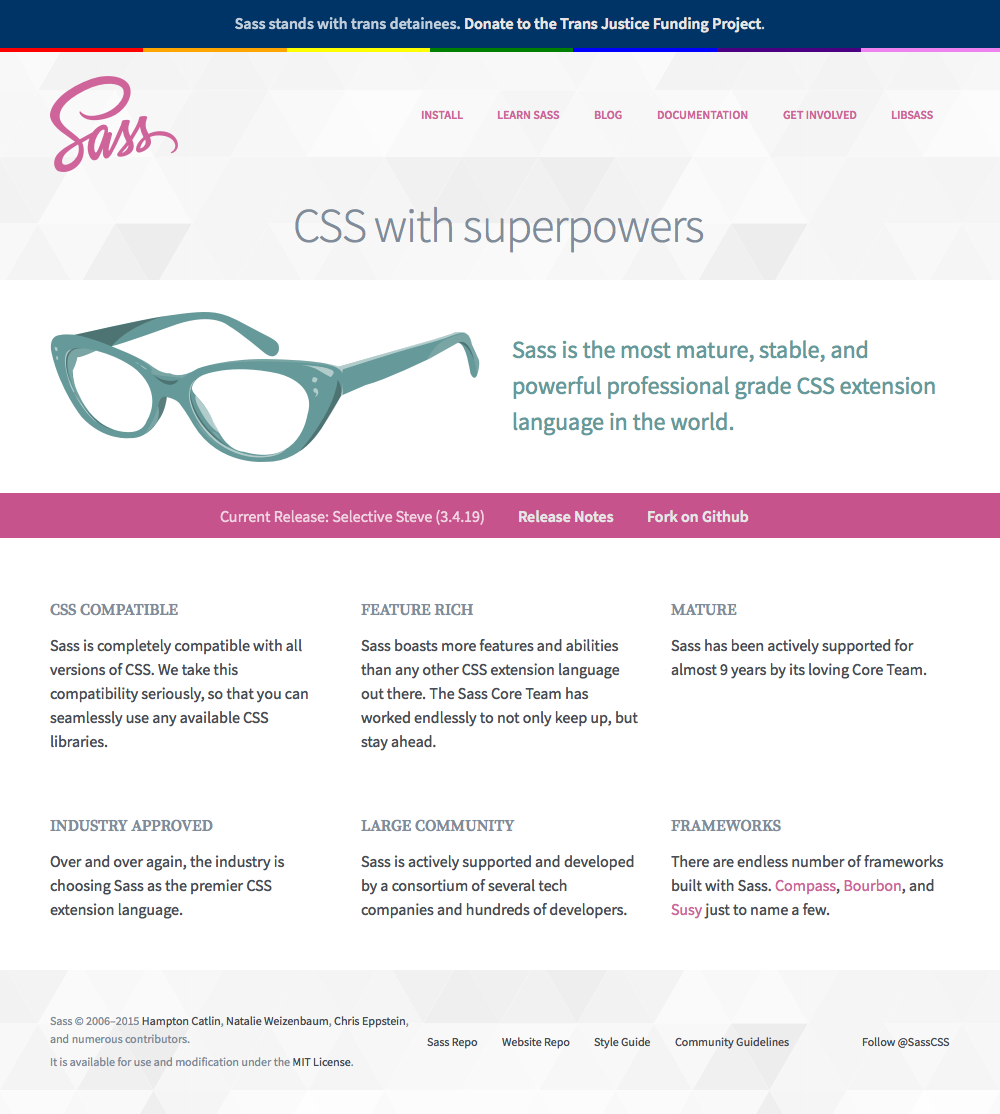 Sass stands with trans detainees. Donate to the Trans Justice Funding Project.
Sass
INSTALL LEARN SASS BLOG DOCUMENTATION GET INVOLVED LIBSASS
CSS with superpowers
Sass is the most mature, stable, and
powerful professional grade CSS extension
language in the world.
Current Release: Selective Steve (3.4.19) Release Notes Fork on Github
CSS COMPATIBLE
Sass is completely compatible with all
versions of CSS. We take this
compatibility seriously, so that you can
seamlessly use any available CSS
libraries.
FEATURE RICH
Sass boasts more features and abilities
than any other CSS extension language
out there. The Sass Core Team has
worked endlessly to not only keep up, but
stay ahead.
MATURE
Sass has been actively supported for
almost 9 years by its loving Core Team.
INDUSTRY APPROVED
Over and over again, the industry is
choosing Sass as the premier CSS
extension language.
LARGE COMMUNITY
Sass is actively supported and developed
by a consortium of several tech
companies and hundreds of developers.
FRAMEWORKS
There are endless number of frameworks
built with Sass. Compass, Bourbon, and
Susy just to name a few.
Sass © 2006–2015 Hampton Catlin, Natalie Weizenbaum, Chris Eppstein,
and numerous contributors.
It is available for use and modification under the MIT License.
Sass Repo Website Repo Style Guide Community Guidelines Follow @SassCSS